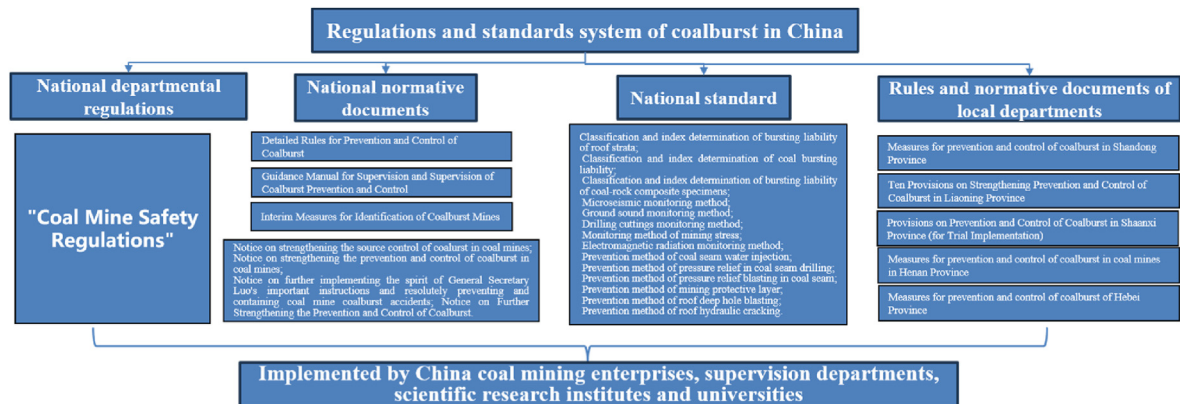 Regulations and standards system of coalburst in China
National departmental
regulations
"Coal Mine Safety
Regulations"
National normative
documents
Detailed Rules for Prevention and Control of
Coalburst
Guidance Manual for Supervision and Supervision of
Coalburst Prevention and Control
Interim Measures for Identification of Coalburst Mines
Notice on strengthening the source control of coalurst in coal mines;
Notice on strengthening the prevention and control of coalburst in
coal mines;
Notice on further implementing the spirit of General Secretary
Luo's important instructions and resolutely preventing and
containing coal mine coalburst accidents; Notice on Further
Strengthening the Prevention and Control of Coalburst.
National standard
Classification and index determination of bursting liability
of roof strata;
Classification and index determination of coal bursting
liability;
Classification and index determination of bursting liability
of coal-rock composite specimens;
Microseismic monitoring method;
Ground sound monitoring method;
Drilling cuttings monitoring method;
Monitoring method of mining stress;
Electromagnetic radiation monitoring method;
Prevention method of coal seam water injection;
Prevention method of pressure relief in coal seam drilling;
Prevention method of pressure relief blasting in coal seam;
Prevention method of mining protective layer;
Prevention method of roof deep hole blasting;
Prevention method of roof hydraulic cracking.
Rules and normative documents of
local departments
Measures for prevention and control of coalburst in Shandong
Province
Ten Provisions on Strengthening Prevention and Control of
Coalburst in Liaoning Province
Provisions on Prevention and Control of Coalburst in Shaanxi
Province (for Trial Implementation)
Measures for prevention and control of coalburst in coal mines
in Henan Province
Measures for prevention and control of coalburst of Hebei
Province
Implemented by China coal mining enterprises, supervision departments,
scientific research institutes and universities